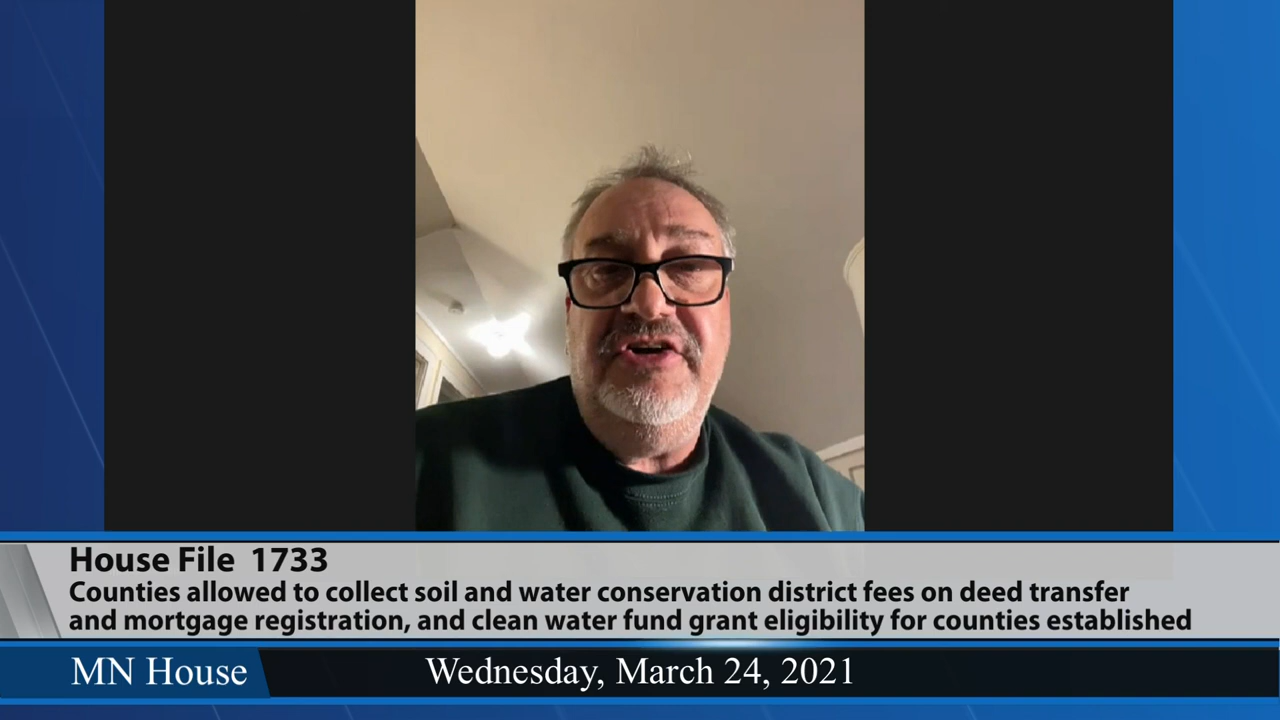 House File 1733
Counties allowed to collect soil and water conservation district fees on deed transfer
and mortgage registration, and clean water fund grant eligibility for counties established
MN House
Wednesday, March 24, 2021